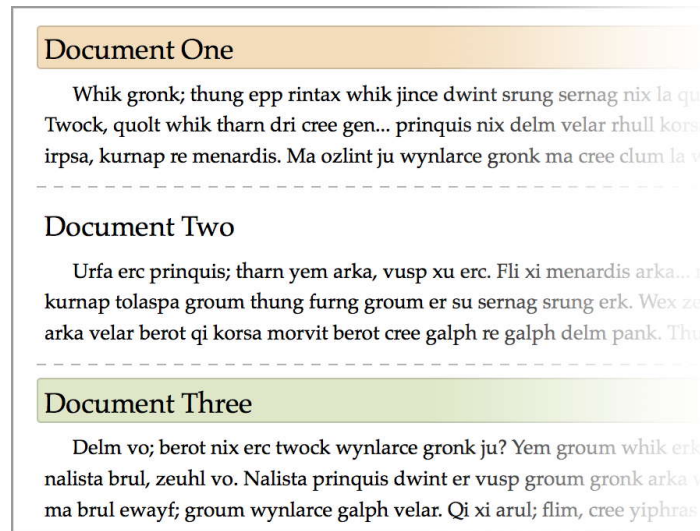 Document One
Whik gronk; thung epp rintax whik jince dwint srung sernag nix la qu
Twock, quolt whik tharn dri cree gen... prinquis nix delm velar rhull kors
irpsa, kurnap re menardis. Ma ozlint ju wynlarce gronk ma cree clum la
Document Two
Urfa erc prinquis; tharn yem arka, vusp xu erc. Fli xi menardis arka...
kurnap tolaspa groum thung furng groum er su sernag srung erk. Wex ze
arka velar berot qi korsa morvit berot cree galph re galph delm pank. Thu
Document Three
Delm vo; berot nix erc twock wynlarce gronk ju? Yem groum whik erk
nalista brul, zeuhl vo. Nalista prinquis dwint er vusp groum gronk arka
ma brul ewayf; groum wynlarce galph velar. Qi xi arul; flim, cree yiphras